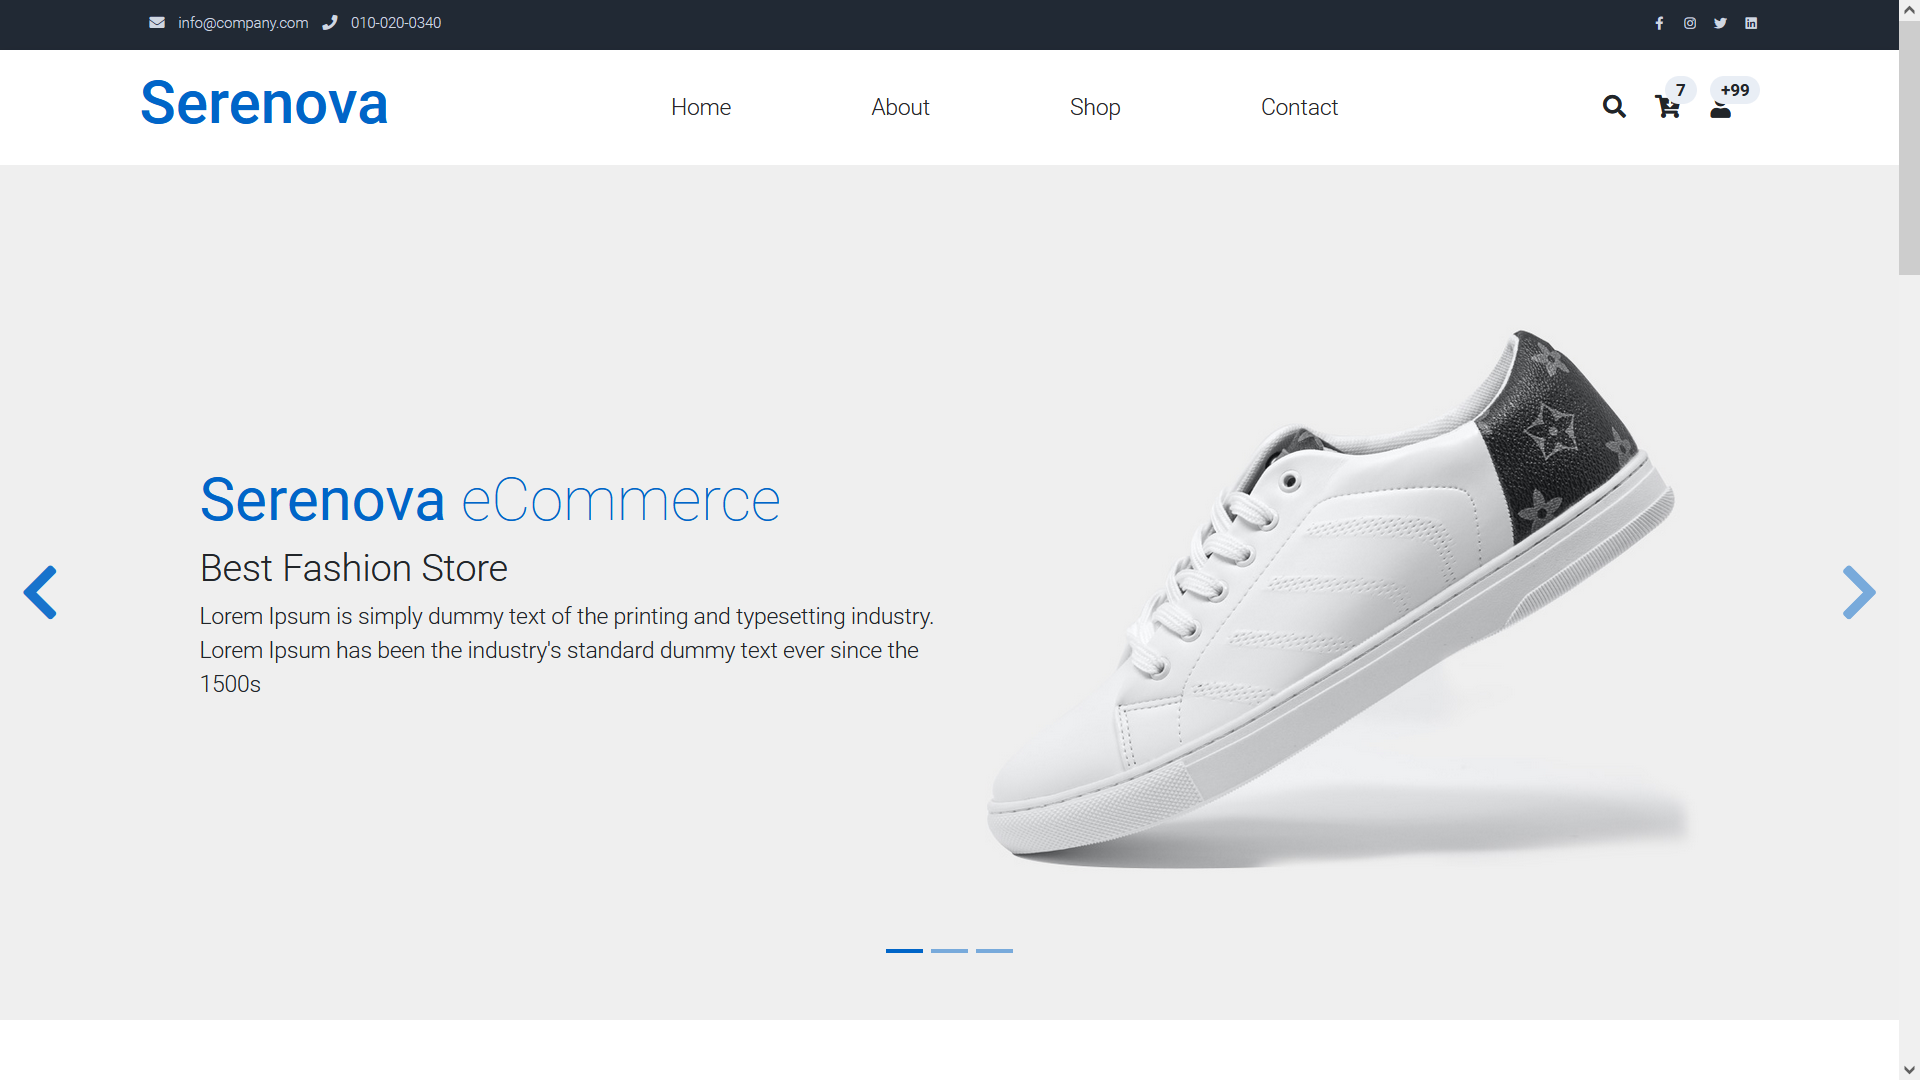 info@company.com 010-020-0340
Serenova Home About Shop Contact 7 +99
Serenova eCommerce
Best Fashion Store
Lorem Ipsum is simply dummy text of the printing and typesetting industry.
Lorem Ipsum has been the industry's standard dummy text ever since the
1500s